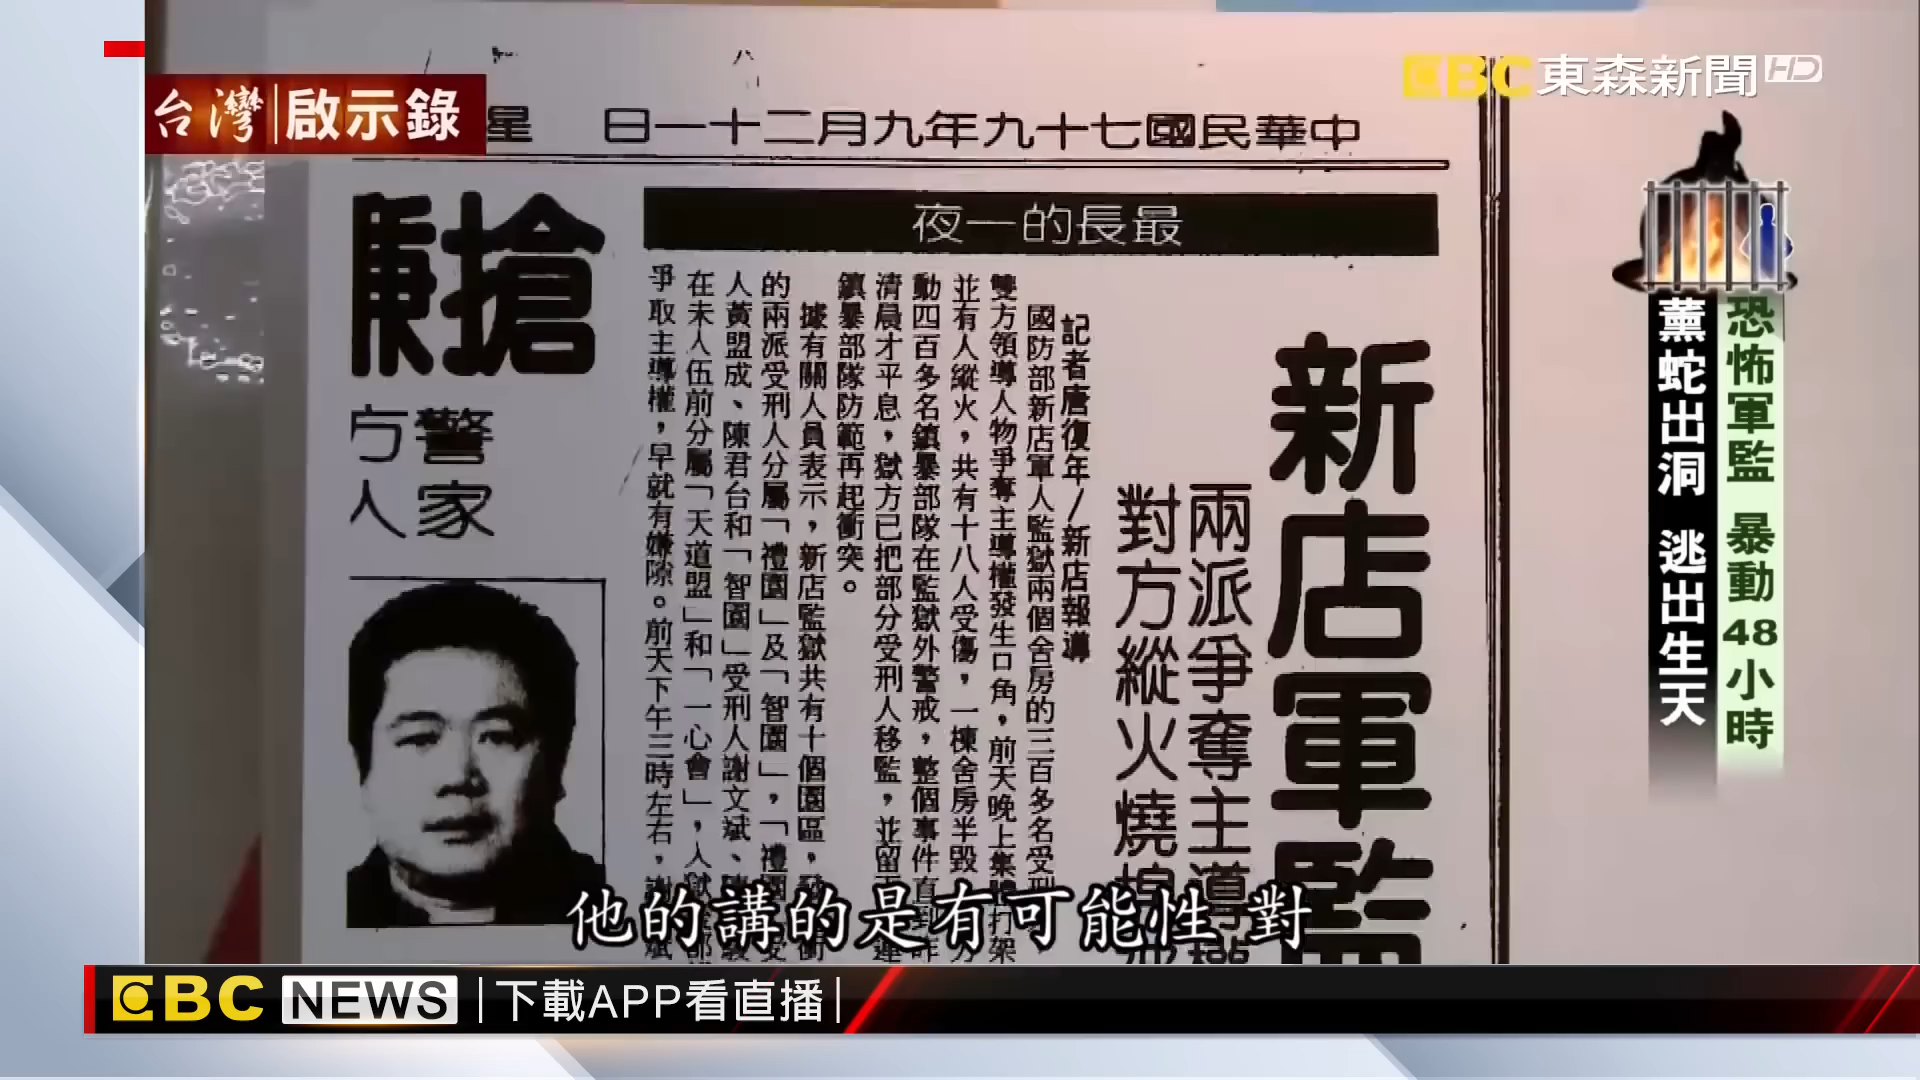 台灣啟示錄
EBC東森新聞HD
中華民國七十九年九月二十一日 星
最長的一夜
新店軍監
兩派爭奪主導權
對方縱火燒
記者唐復年／新店報導
國防部新店軍人監獄兩個舍房的三百多名受刑
雙方領導人物爭奪主導權發生口角，前天晚上集體打架
並有人縱火，共有十八人受傷，一棟舍房半毀
動四百多名鎮暴部隊在監獄外警戒，整個事件直到昨
清晨才平息，獄方已把部分受刑人移監，並留
鎮暴部隊防範再起衝突。
據有關人員表示，新店監獄共有十個園區，
的兩派受刑人分屬「禮園」及「智園」，「禮園
人黃盟成、陳君台和「智園」受刑人謝文斌、
在未人伍前分屬「天道盟」和「一心會」，人獄
爭取主導權，早就有嫌隙。前天下午三時左右，
搶
警方
家人
恐怖軍監 暴動48小時
薰蛇出洞 逃出生天
他的講的是有可能性 對
EBC NEWS 下載APP看直播